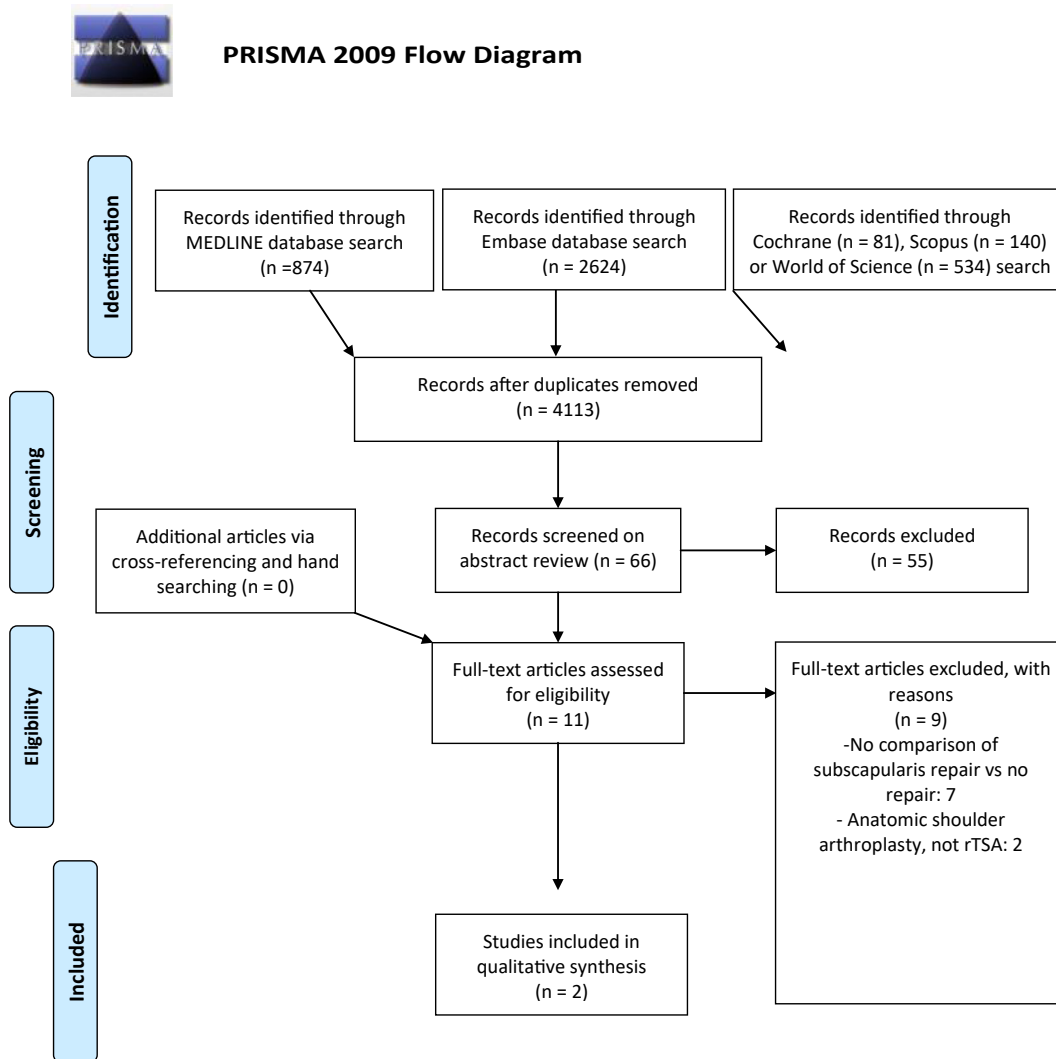 PRISMA
PRISMA 2009 Flow Diagram
Identification
Records identified through
MEDLINE database search
(n =874)
Records identified through
Embase database search
(n = 2624)
Records identified through
Cochrane (n = 81), Scopus (n = 140)
or World of Science (n = 534) search
Records after duplicates removed
(n = 4113)
Screening
Additional articles via
cross-referencing and hand
searching (n = 0)
Records screened on
abstract review (n = 66)
Records excluded
(n = 55)
Eligibility
Full-text articles assessed
for eligibility
(n = 11)
Full-text articles excluded, with
reasons
(n = 9)
-No comparison of
subscapularis repair vs no
repair: 7
- Anatomic shoulder
arthroplasty, not rTSA: 2
Included
Studies included in
qualitative synthesis
(n = 2)